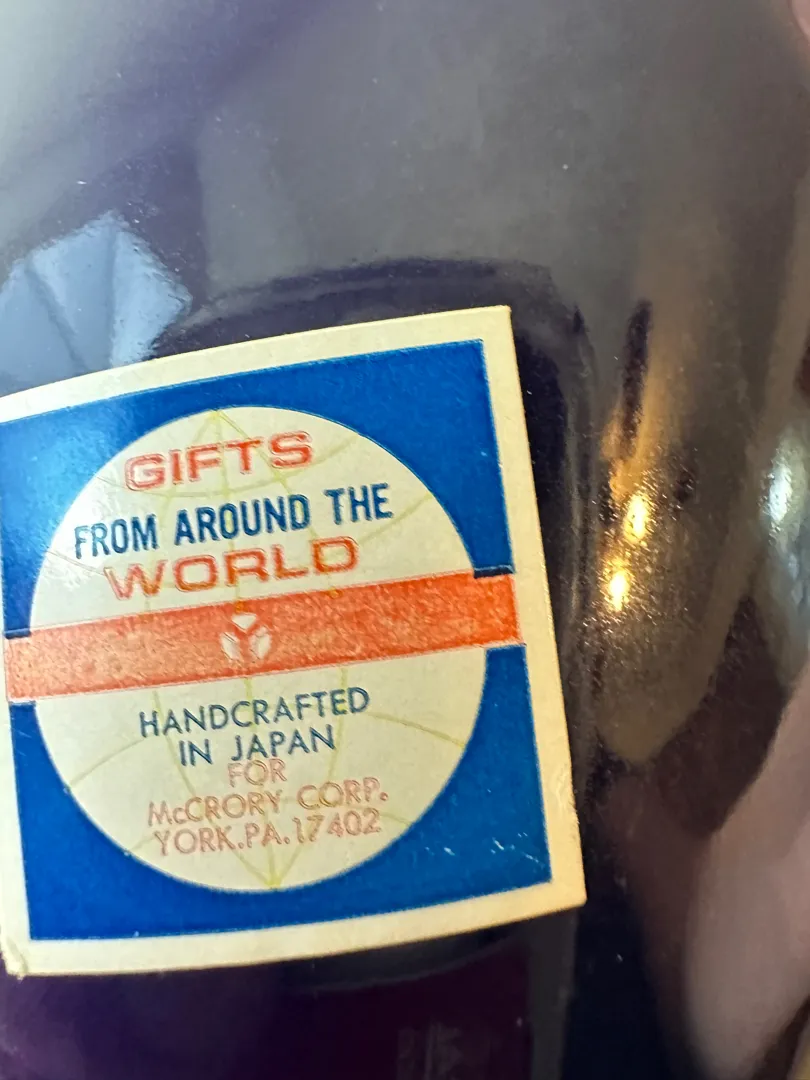 GIFTS
FROM AROUND THE
WORLD
HANDCRAFTED
IN JAPAN
FOR
McCRORY CORP.
YORK.PA.17402